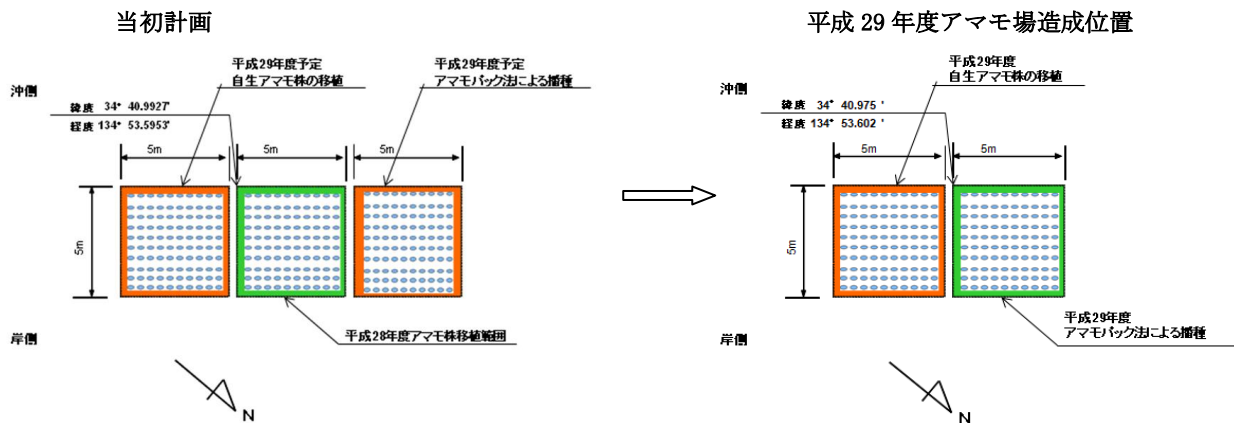 当初計画
平成29年度予定
自生アマモ株の移植
平成29年度予定
アマモパック法による播種
沖側
緯度 34° 40.9927'
経度 134° 53.5953'
5m
5m
5m
5m
平成28年度アマモ株移植範囲
岸側
N
平成 29 年度アマモ場造成位置
平成29年度
自生アマモ株の移植
沖側
緯度 34° 40.975 '
経度 134° 53.602 '
5m
5m
5m
平成29年度
アマモパック法による播種
岸側
N